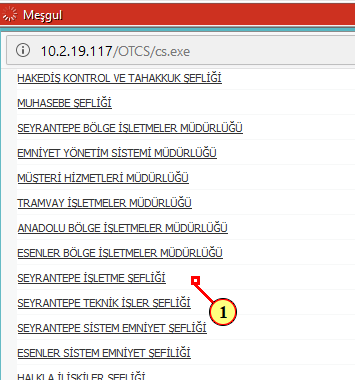 Meşgul
10.2.19.117/OTCS/cs.exe
HAKEDİŞ KONTROL VE TAHAKKUK ŞEFLİĞİ
MUHASEBE ŞEFLİĞİ
SEYRANTEPE BÖLGE İŞLETMELER MÜDÜRLÜĞÜ
EMNİYET YÖNETİM SİSTEMİ MÜDÜRLÜĞÜ
MÜŞTERİ HİZMETLERİ MÜDÜRLÜĞÜ
TRAMVAY İŞLETMELER MÜDÜRLÜĞÜ
ANADOLU BÖLGE İŞLETMELER MÜDÜRLÜĞÜ
ESENLER BÖLGE İŞLETMELER MÜDÜRLÜĞÜ
SEYRANTEPE İŞLETME ŞEFLİĞİ
SEYRANTEPE TEKNİK İŞLER ŞEFLİĞİ
1
SEYRANTEPE SİSTEM EMNİYET ŞEFLİĞİ
ESENLER SİSTEM EMNİYET ŞEFİLİĞİ
HALKLA İLİŞKİLER ŞEFLİĞİ